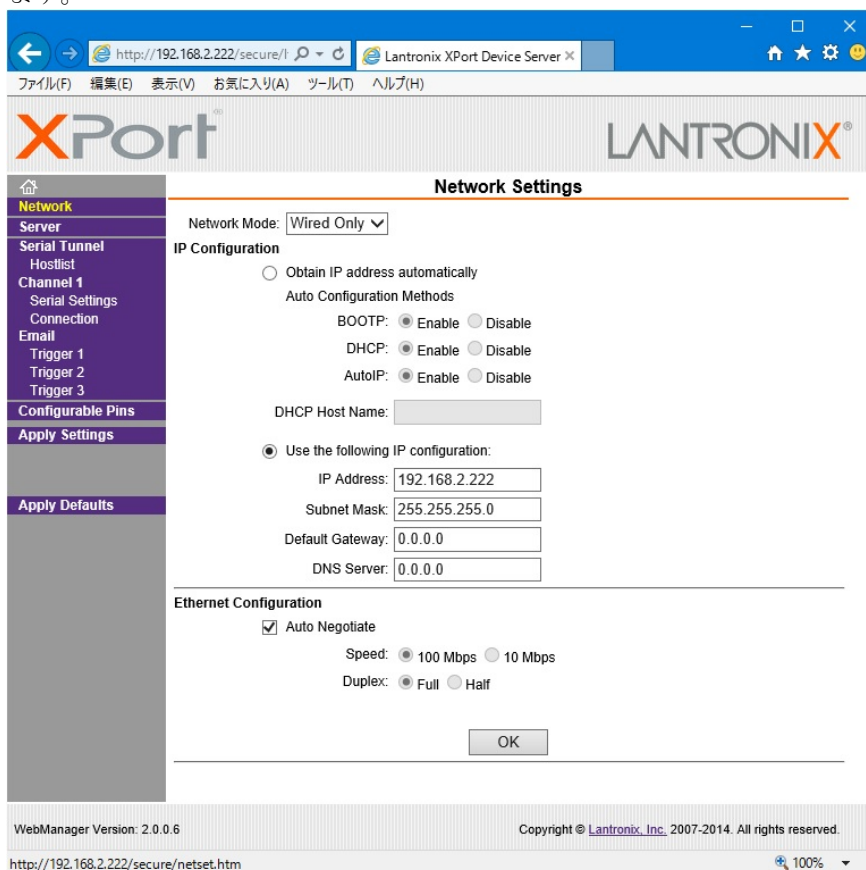 ます。
http://192.168.2.222/secure/h
Lantronix XPort Device Server
ファイル(F) 編集(E) 表示(V) お気に入り(A) ツール(T) ヘルプ(H)
XPort®
LANTRONIX®
Network Settings
Network
Server
Serial Tunnel
Hostlist
Channel 1
Serial Settings
Connection
Email
Trigger 1
Trigger 2
Trigger 3
Configurable Pins
Apply Settings
Apply Defaults
Network Mode: Wired Only
IP Configuration
Obtain IP address automatically
Auto Configuration Methods
BOOTP: Enable Disable
DHCP: Enable Disable
AutoIP: Enable Disable
DHCP Host Name:
Use the following IP configuration:
IP Address: 192.168.2.222
Subnet Mask: 255.255.255.0
Default Gateway: 0.0.0.0
DNS Server: 0.0.0.0
Ethernet Configuration
Auto Negotiate
Speed: 100 Mbps 10 Mbps
Duplex: Full Half
OK
WebManager Version: 2.0.0.6
Copyright © Lantronix, Inc. 2007-2014. All rights reserved.
http://192.168.2.222/secure/netset.htm
100%